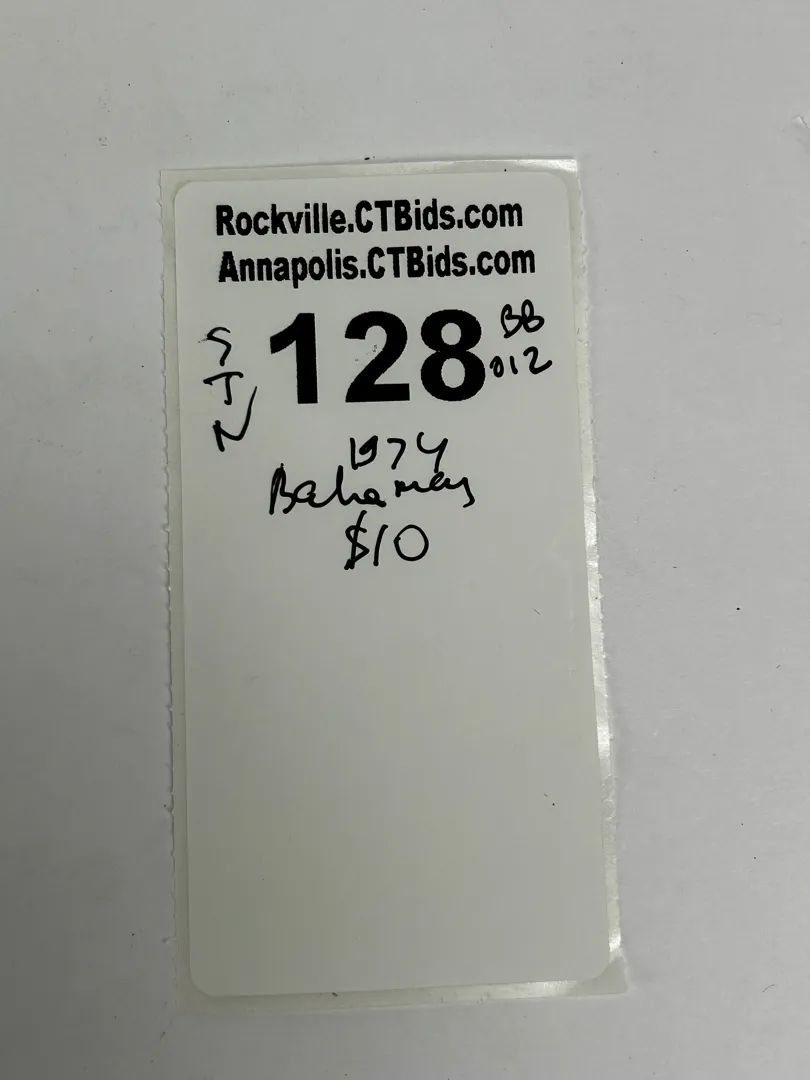 Rockville.CTBids.com
Annapolis.CTBids.com
128
BB
012
S
J
N
1974
Bahamas
$10